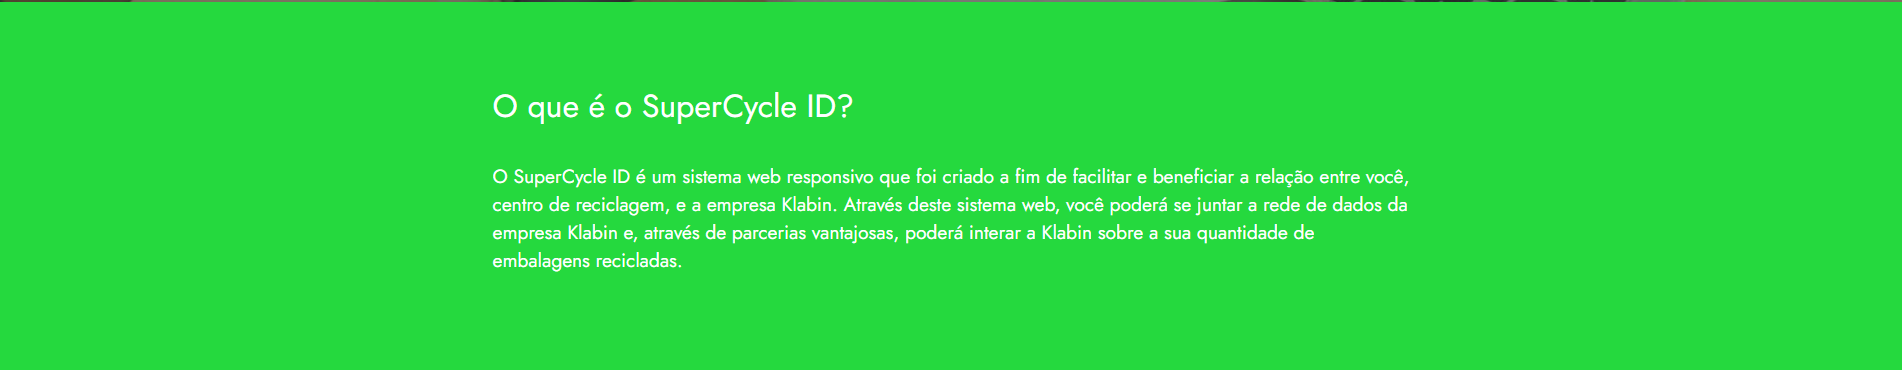 O que é o SuperCycle ID?
O SuperCycle ID é um sistema web responsivo que foi criado a fim de facilitar e beneficiar a relação entre você,
centro de reciclagem, e a empresa Klabin. Através deste sistema web, você poderá se juntar a rede de dados da
empresa Klabin e, através de parcerias vantajosas, poderá interar a Klabin sobre a sua quantidade de
embalagens recicladas.